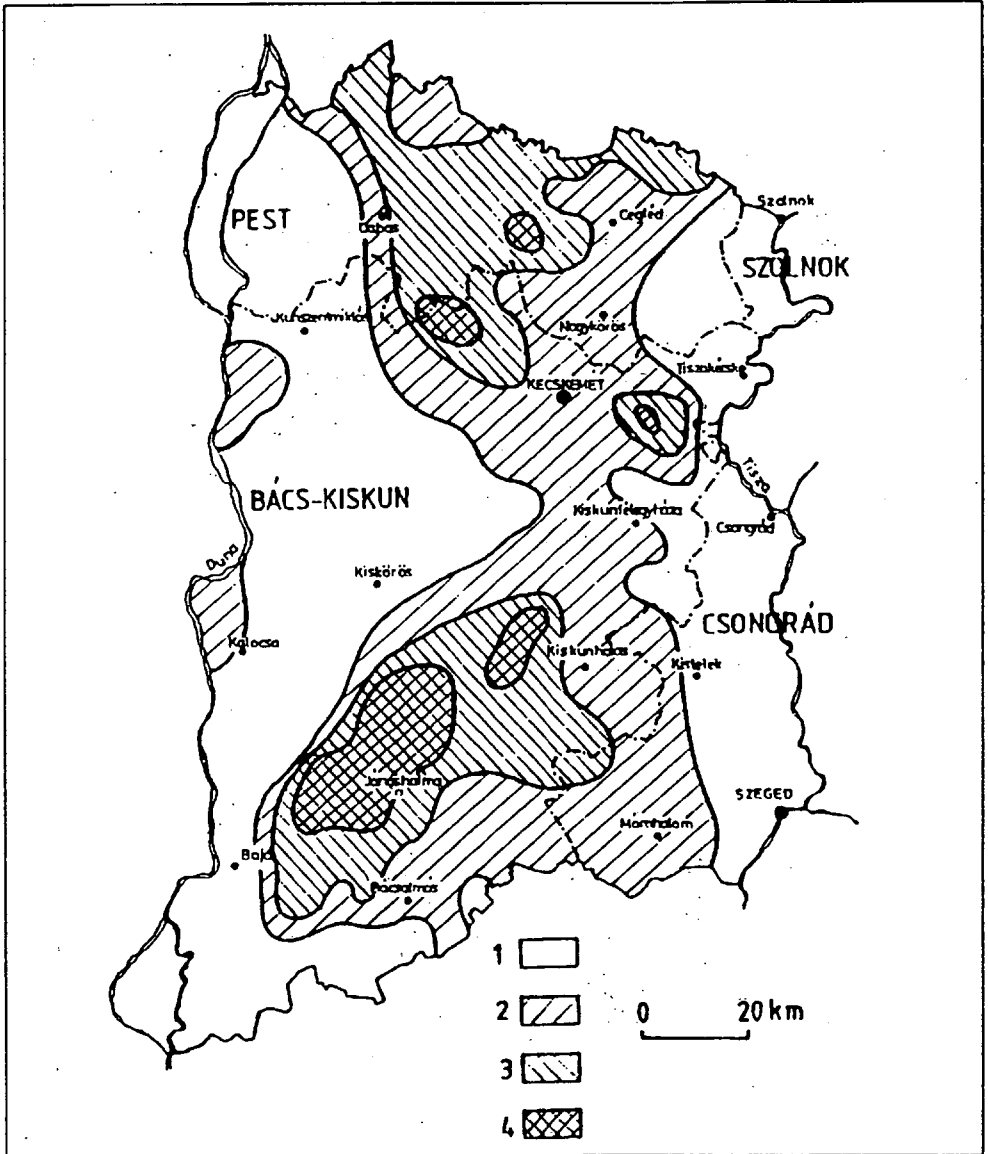 Szolnok
Cegléd
PEST
Dabas
SZOLNOK
Kunszentmiklós
Nagykőrös
Tiszakécske
KECSKEMÉT
Tisza
BÁCS-KISKUN
Kiskunfélegyháza
Csongrád
Duna
Kiskőrös
CSONGRÁD
Kalocsa
Kiskunhalas
Kistelek
Jánoshalma
SZEGED
Mórahalom
Baja
Bácsalmás
1
2
0 20 km
3
4